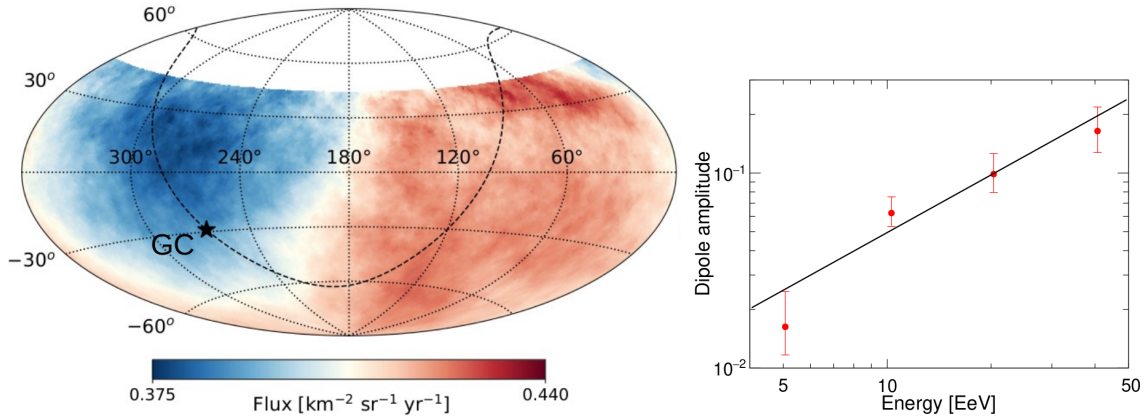 60°
30°
300° 240° 180° 120° 60°
GC
−30°
−60°
0.375 0.440
Flux [km⁻² sr⁻¹ yr⁻¹]
Dipole amplitude
10⁻¹
10⁻²
5 10 20 50
Energy [EeV]